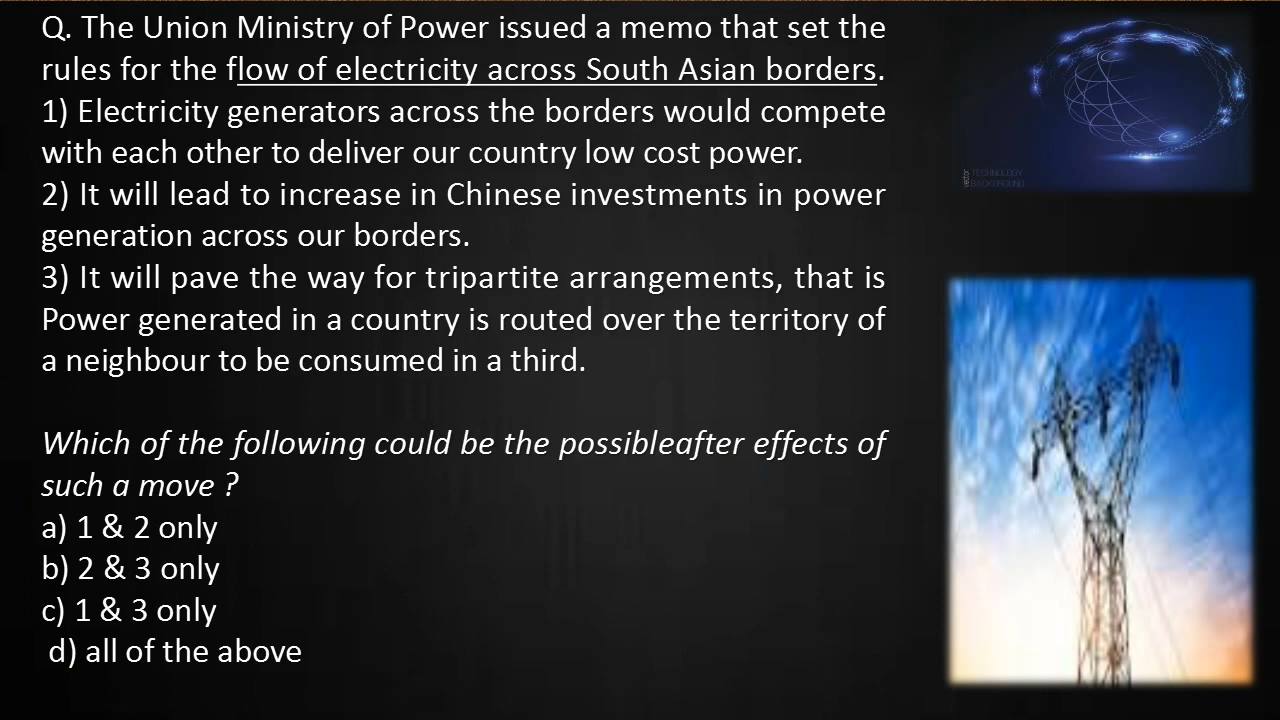 Q. The Union Ministry of Power issued a memo that set the
rules for the flow of electricity across South Asian borders.
1) Electricity generators across the borders would compete
with each other to deliver our country low cost power.
2) It will lead to increase in Chinese investments in power
generation across our borders.
3) It will pave the way for tripartite arrangements, that is
Power generated in a country is routed over the territory of
a neighbour to be consumed in a third.
Which of the following could be the possibleafter effects of
such a move ?
a) 1 & 2 only
b) 2 & 3 only
c) 1 & 3 only
d) all of the above
vector TECHNOLOGY
BACKGROUND